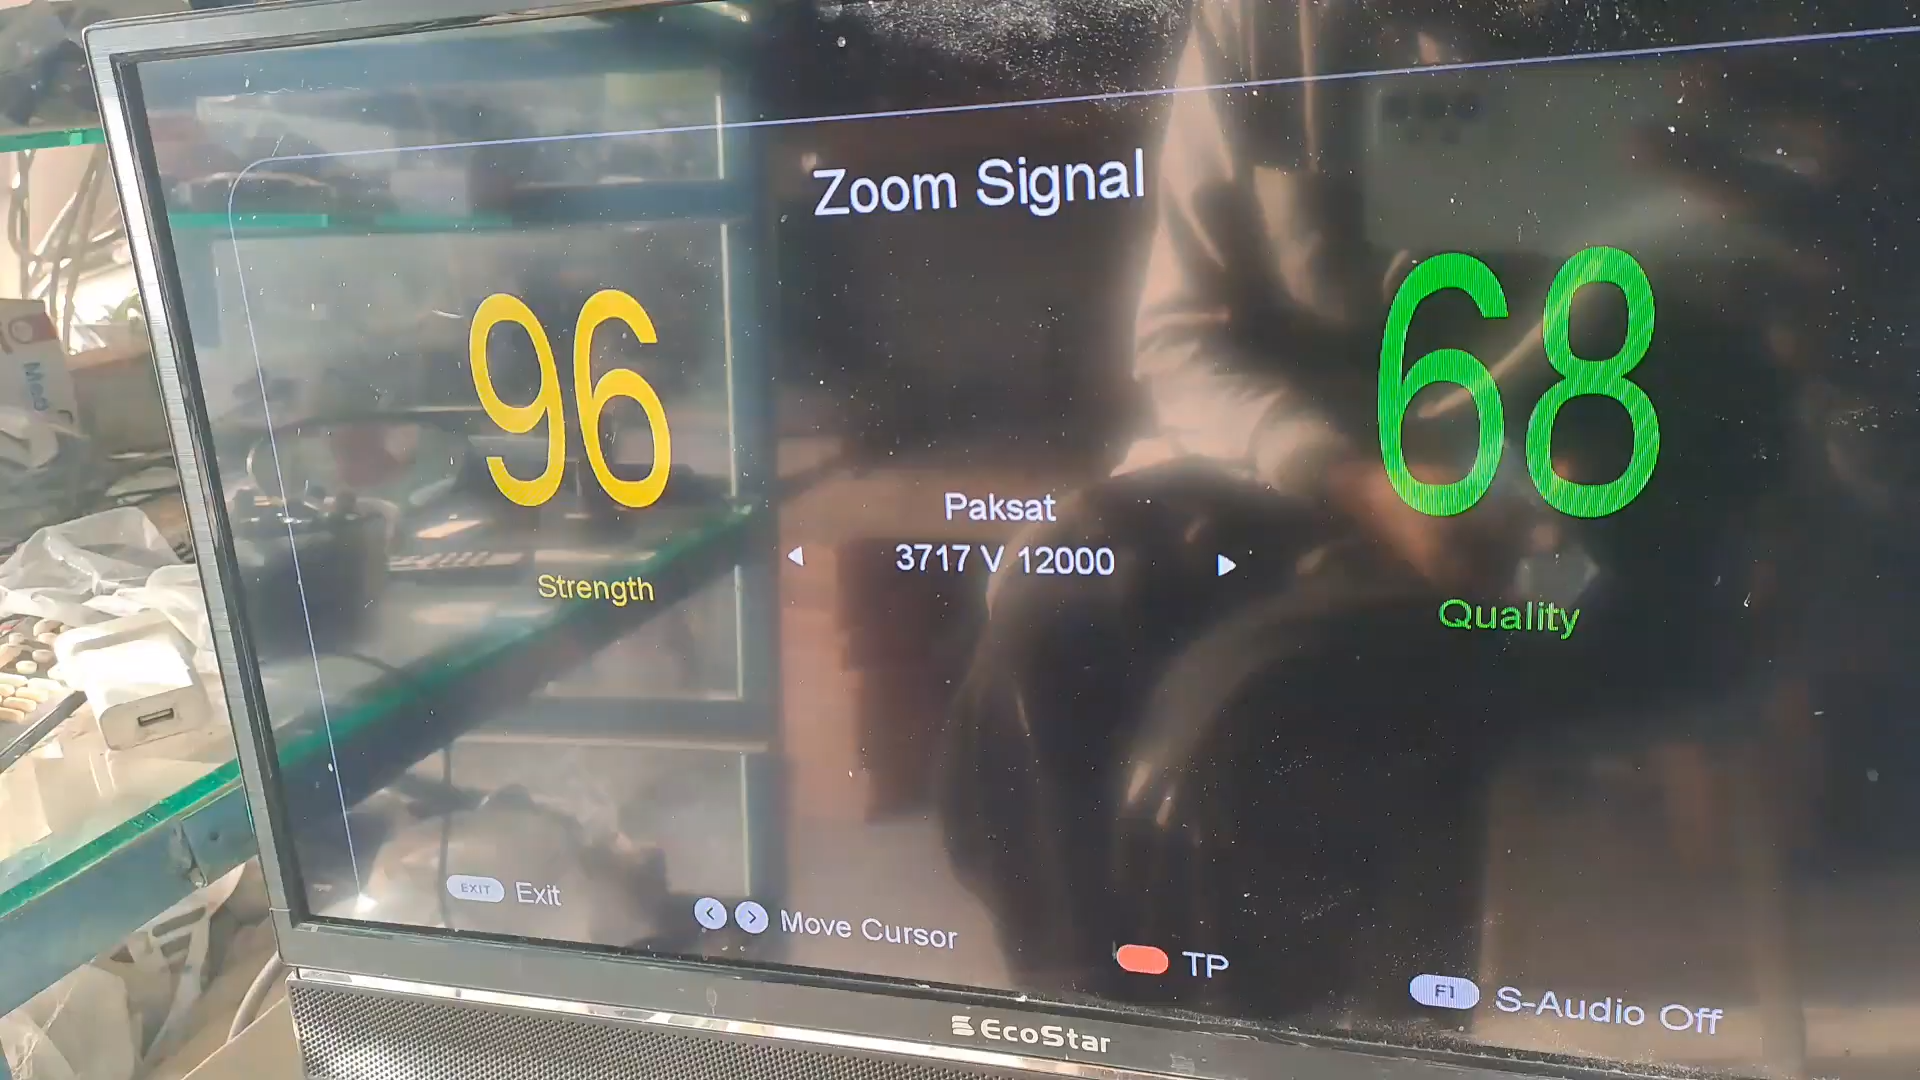 Zoom Signal
96
68
Paksat
3717 V 12000
Strength
Quality
EXIT Exit
Move Cursor
TP
F1 S-Audio Off
EcoStar